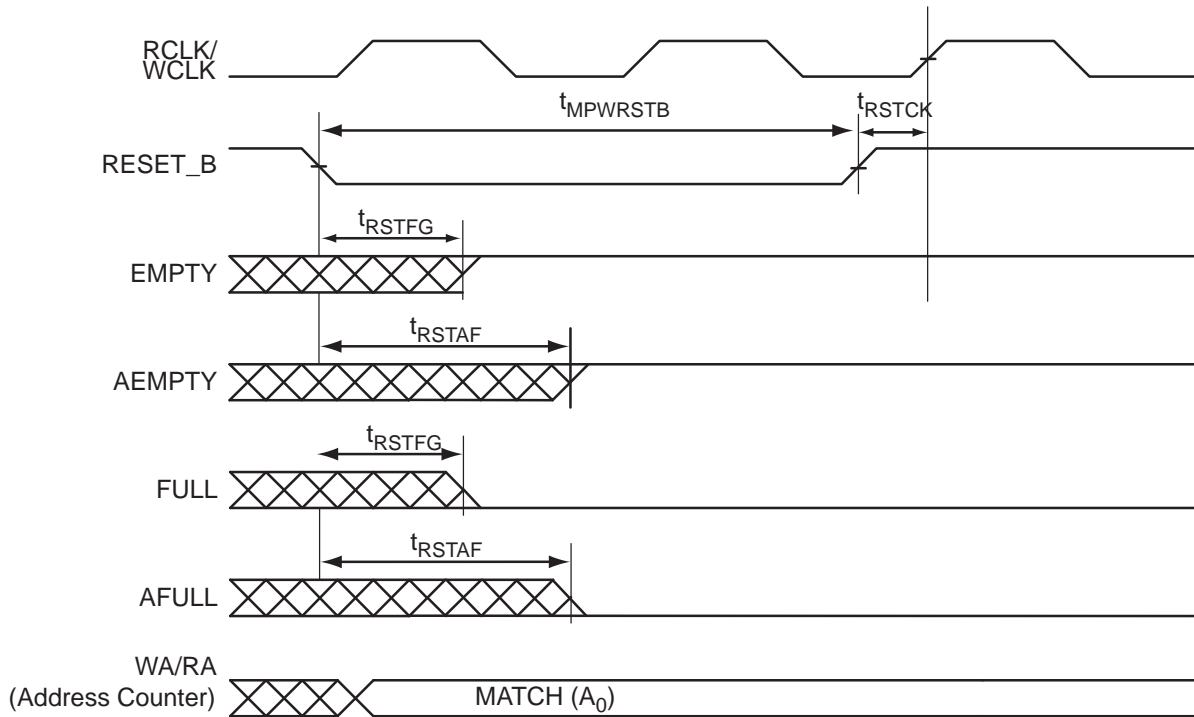 RCLK/
WCLK
tMPWRSTB
tRSTCK
RESET_B
tRSTFG
EMPTY
tRSTAF
AEMPTY
tRSTFG
FULL
tRSTAF
AFULL
WA/RA
(Address Counter)
MATCH (A0)